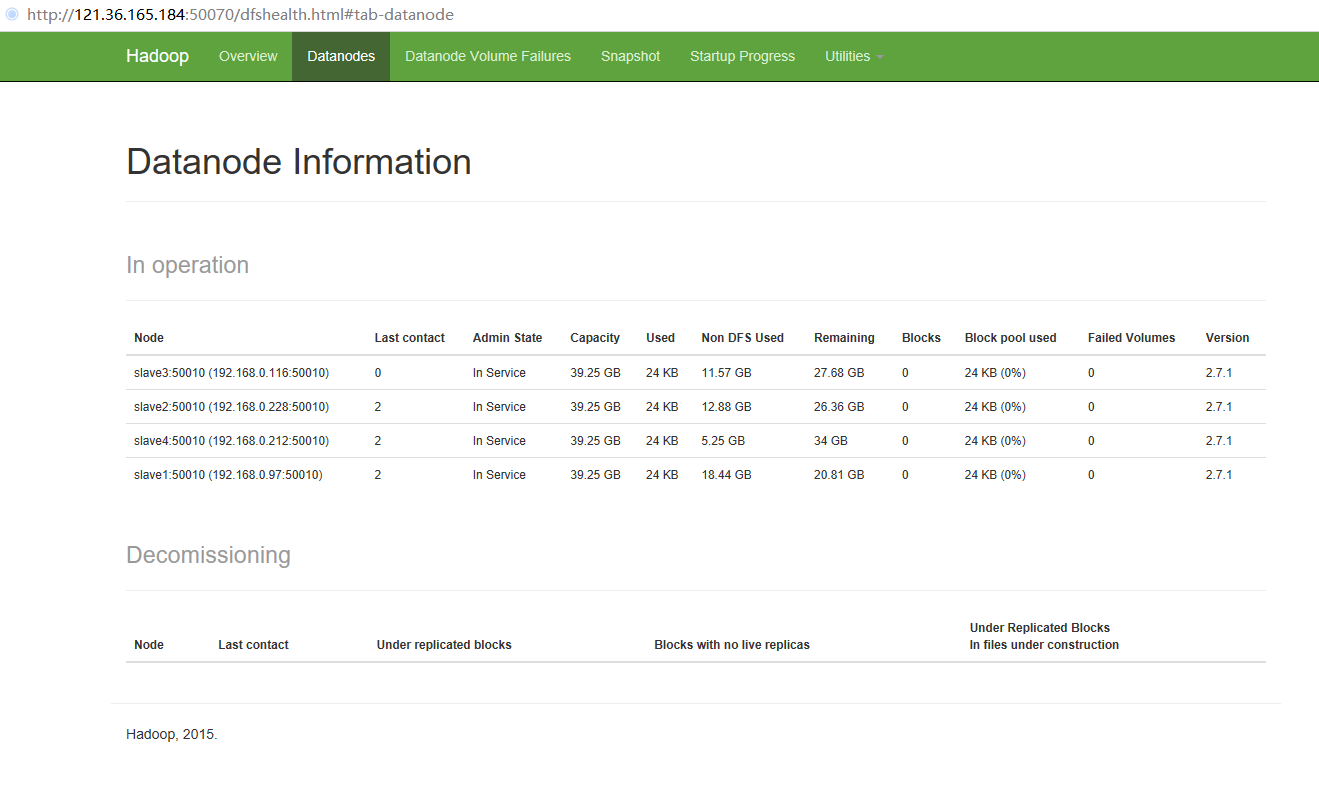 http://121.36.165.184:50070/dfshealth.html#tab-datanode
Hadoop Overview Datanodes Datanode Volume Failures Snapshot Startup Progress Utilities
Datanode Information
In operation
Node Last contact Admin State Capacity Used Non DFS Used Remaining Blocks Block pool used Failed Volumes Version
slave3:50010 (192.168.0.116:50010) 0 In Service 39.25 GB 24 KB 11.57 GB 27.68 GB 0 24 KB (0%) 0 2.7.1
slave2:50010 (192.168.0.228:50010) 2 In Service 39.25 GB 24 KB 12.88 GB 26.36 GB 0 24 KB (0%) 0 2.7.1
slave4:50010 (192.168.0.212:50010) 2 In Service 39.25 GB 24 KB 5.25 GB 34 GB 0 24 KB (0%) 0 2.7.1
slave1:50010 (192.168.0.97:50010) 2 In Service 39.25 GB 24 KB 18.44 GB 20.81 GB 0 24 KB (0%) 0 2.7.1
Decomissioning
Node Last contact Under replicated blocks Blocks with no live replicas Under Replicated Blocks
In files under construction
Hadoop, 2015.